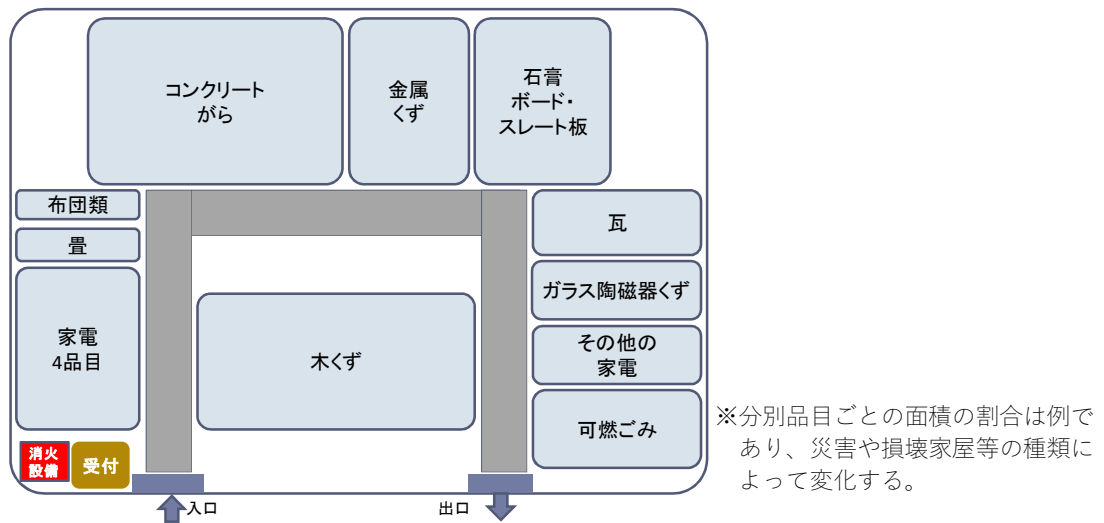 コンクリート
がら
金属
くず
石膏
ボード・
スレート板
布団類
畳
家電
4品目
木くず
瓦
ガラス陶磁器くず
その他の
家電
可燃ごみ
消火
設備
受付
入口
出口
※分別品目ごとの面積の割合は例で
あり、災害や損壊家屋等の種類に
よって変化する。